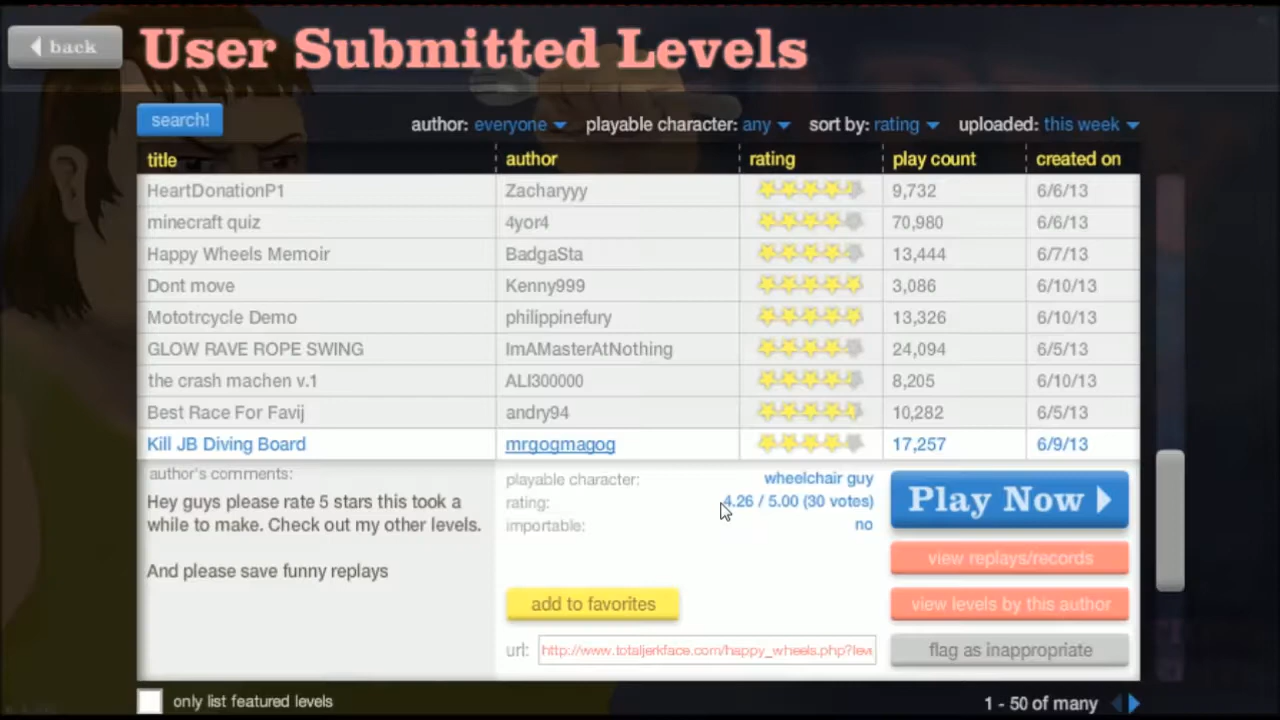 back
User Submitted Levels
search!
author: everyone playable character: any sort by: rating uploaded: this week
title author rating play count created on
HeartDonationP1 Zacharyyy 9,732 6/6/13
minecraft quiz 4yor4 70,980 6/6/13
Happy Wheels Memoir BadgaSta 13,444 6/7/13
Dont move Kenny999 3,086 6/10/13
Mototrcycle Demo philippinefury 13,326 6/10/13
GLOW RAVE ROPE SWING ImAMasterAtNothing 24,094 6/5/13
the crash machen v.1 ALI300000 8,205 6/10/13
Best Race For Favij andry94 10,282 6/5/13
Kill JB Diving Board mrgogmagog 17,257 6/9/13
author's comments:
Hey guys please rate 5 stars this took a
while to make. Check out my other levels.
And please save funny replays
playable character: wheelchair guy
rating: 4.26 / 5.00 (30 votes)
importable: no
add to favorites
url: http://www.totaljerkface.com/happy_wheels.php?leve
Play Now
view replays/records
view levels by this author
flag as inappropriate
only list featured levels
1 - 50 of many